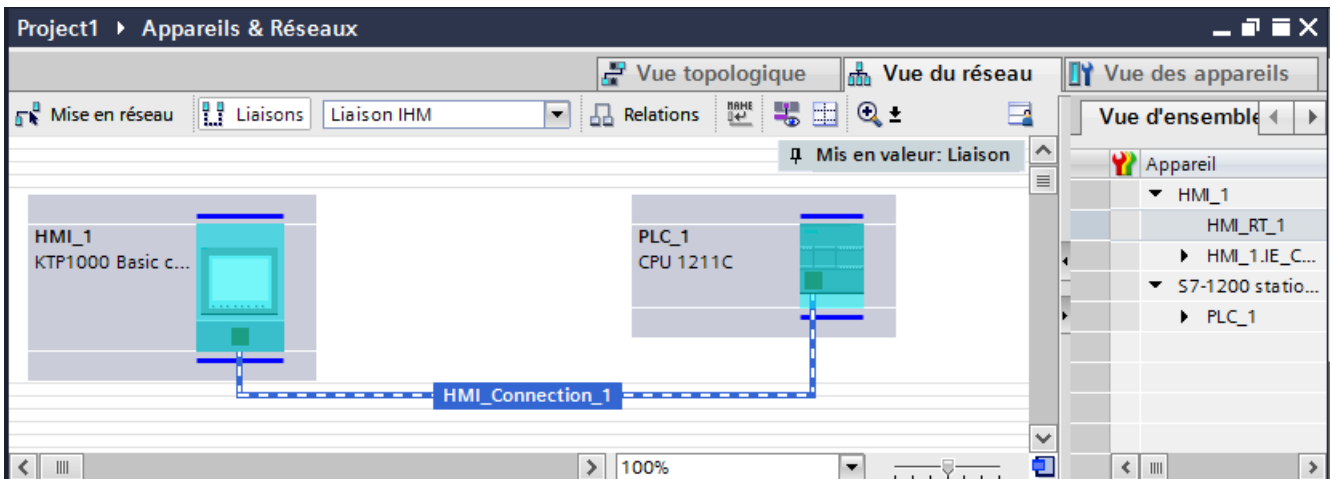 Project1 ▸ Appareils & Réseaux
Vue topologique
Vue du réseau
Vue des appareils
Mise en réseau
Liaisons
Liaison IHM
Relations
NAME
Vue d'ensemble
Mis en valeur: Liaison
Appareil
HMI_1
HMI_RT_1
HMI_1.IE_C...
S7-1200 statio...
PLC_1
HMI_1
KTP1000 Basic c...
PLC_1
CPU 1211C
HMI_Connection_1
100%